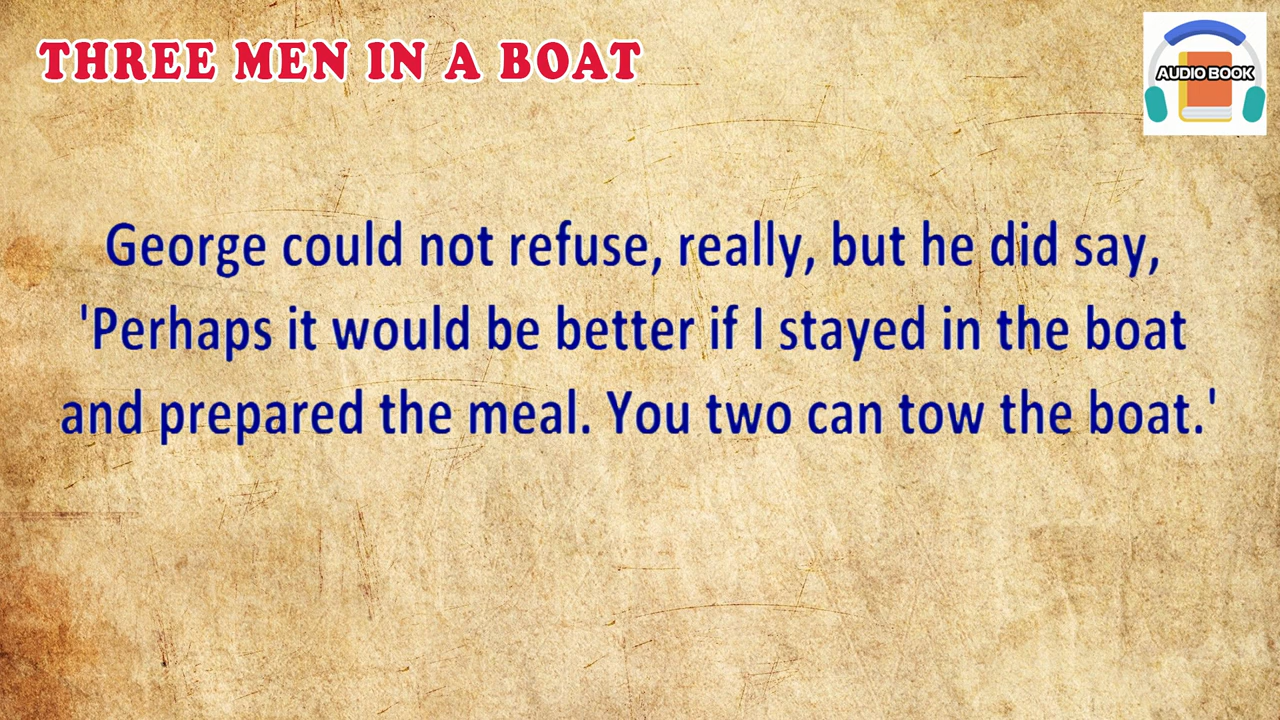 THREE MEN IN A BOAT
AUDIO BOOK
George could not refuse, really, but he did say,
'Perhaps it would be better if I stayed in the boat
and prepared the meal. You two can tow the boat.'